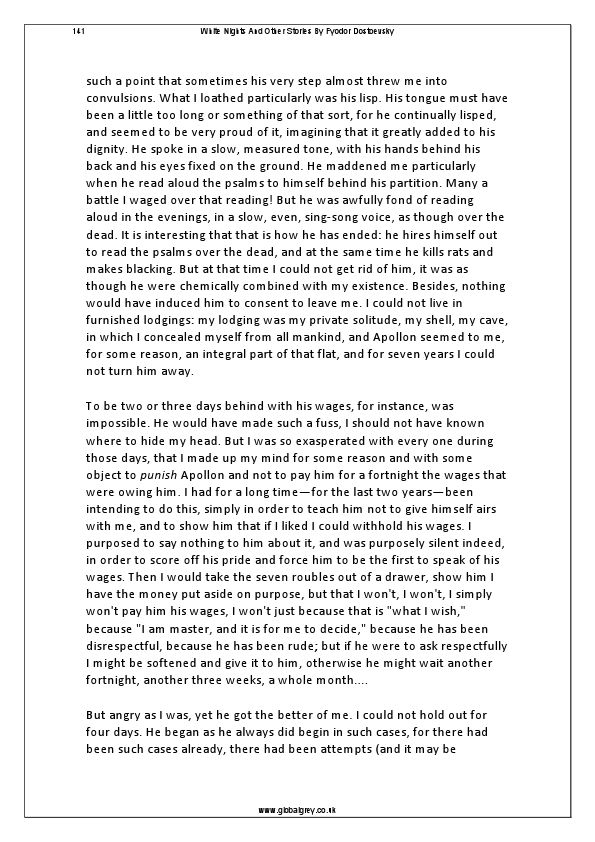 141 White Nights And Other Stories By Fyodor Dostoevsky
such a point that sometimes his very step almost threw me into
convulsions. What I loathed particularly was his lisp. His tongue must have
been a little too long or something of that sort, for he continually lisped,
and seemed to be very proud of it, imagining that it greatly added to his
dignity. He spoke in a slow, measured tone, with his hands behind his
back and his eyes fixed on the ground. He maddened me particularly
when he read aloud the psalms to himself behind his partition. Many a
battle I waged over that reading! But he was awfully fond of reading
aloud in the evenings, in a slow, even, sing-song voice, as though over the
dead. It is interesting that that is how he has ended: he hires himself out
to read the psalms over the dead, and at the same time he kills rats and
makes blacking. But at that time I could not get rid of him, it was as
though he were chemically combined with my existence. Besides, nothing
would have induced him to consent to leave me. I could not live in
furnished lodgings: my lodging was my private solitude, my shell, my cave,
in which I concealed myself from all mankind, and Apollon seemed to me,
for some reason, an integral part of that flat, and for seven years I could
not turn him away.
To be two or three days behind with his wages, for instance, was
impossible. He would have made such a fuss, I should not have known
where to hide my head. But I was so exasperated with every one during
those days, that I made up my mind for some reason and with some
object to punish Apollon and not to pay him for a fortnight the wages that
were owing him. I had for a long time—for the last two years—been
intending to do this, simply in order to teach him not to give himself airs
with me, and to show him that if I liked I could withhold his wages. I
purposed to say nothing to him about it, and was purposely silent indeed,
in order to score off his pride and force him to be the first to speak of his
wages. Then I would take the seven roubles out of a drawer, show him I
have the money put aside on purpose, but that I won't, I won't, I simply
won't pay him his wages, I won't just because that is "what I wish,"
because "I am master, and it is for me to decide," because he has been
disrespectful, because he has been rude; but if he were to ask respectfully
I might be softened and give it to him, otherwise he might wait another
fortnight, another three weeks, a whole month....
But angry as I was, yet he got the better of me. I could not hold out for
four days. He began as he always did begin in such cases, for there had
been such cases already, there had been attempts (and it may be
www.globalgrey.co.uk